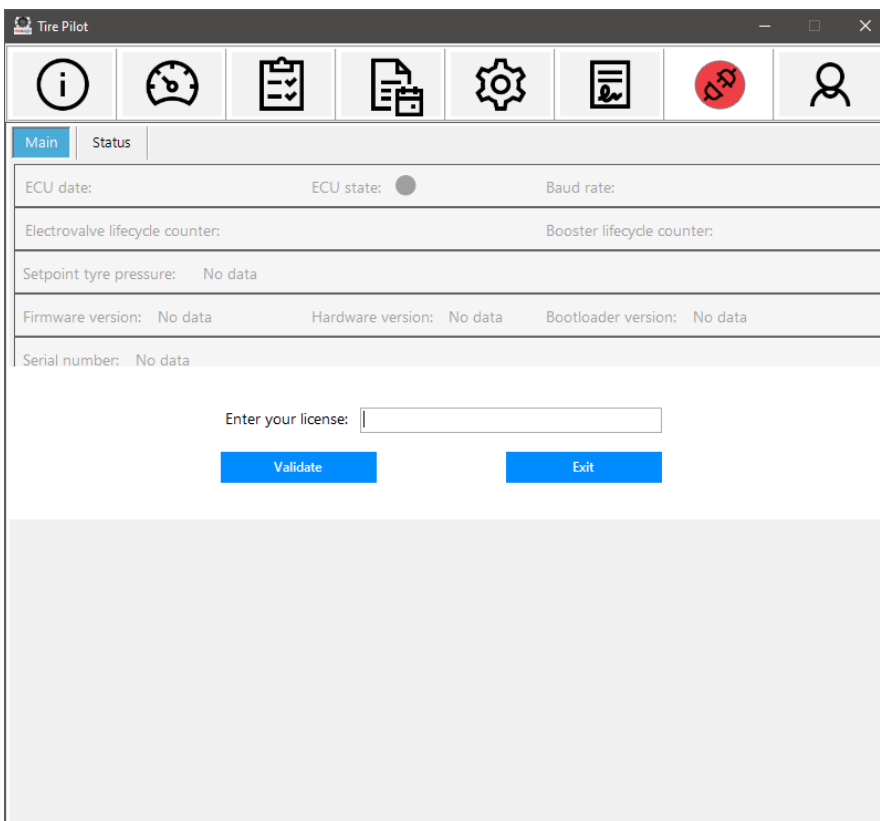 Tire Pilot
Main Status
ECU date: ECU state: Baud rate:
Electrovalve lifecycle counter: Booster lifecycle counter:
Setpoint tyre pressure: No data
Firmware version: No data Hardware version: No data Bootloader version: No data
Serial number: No data
Enter your license:
Validate Exit